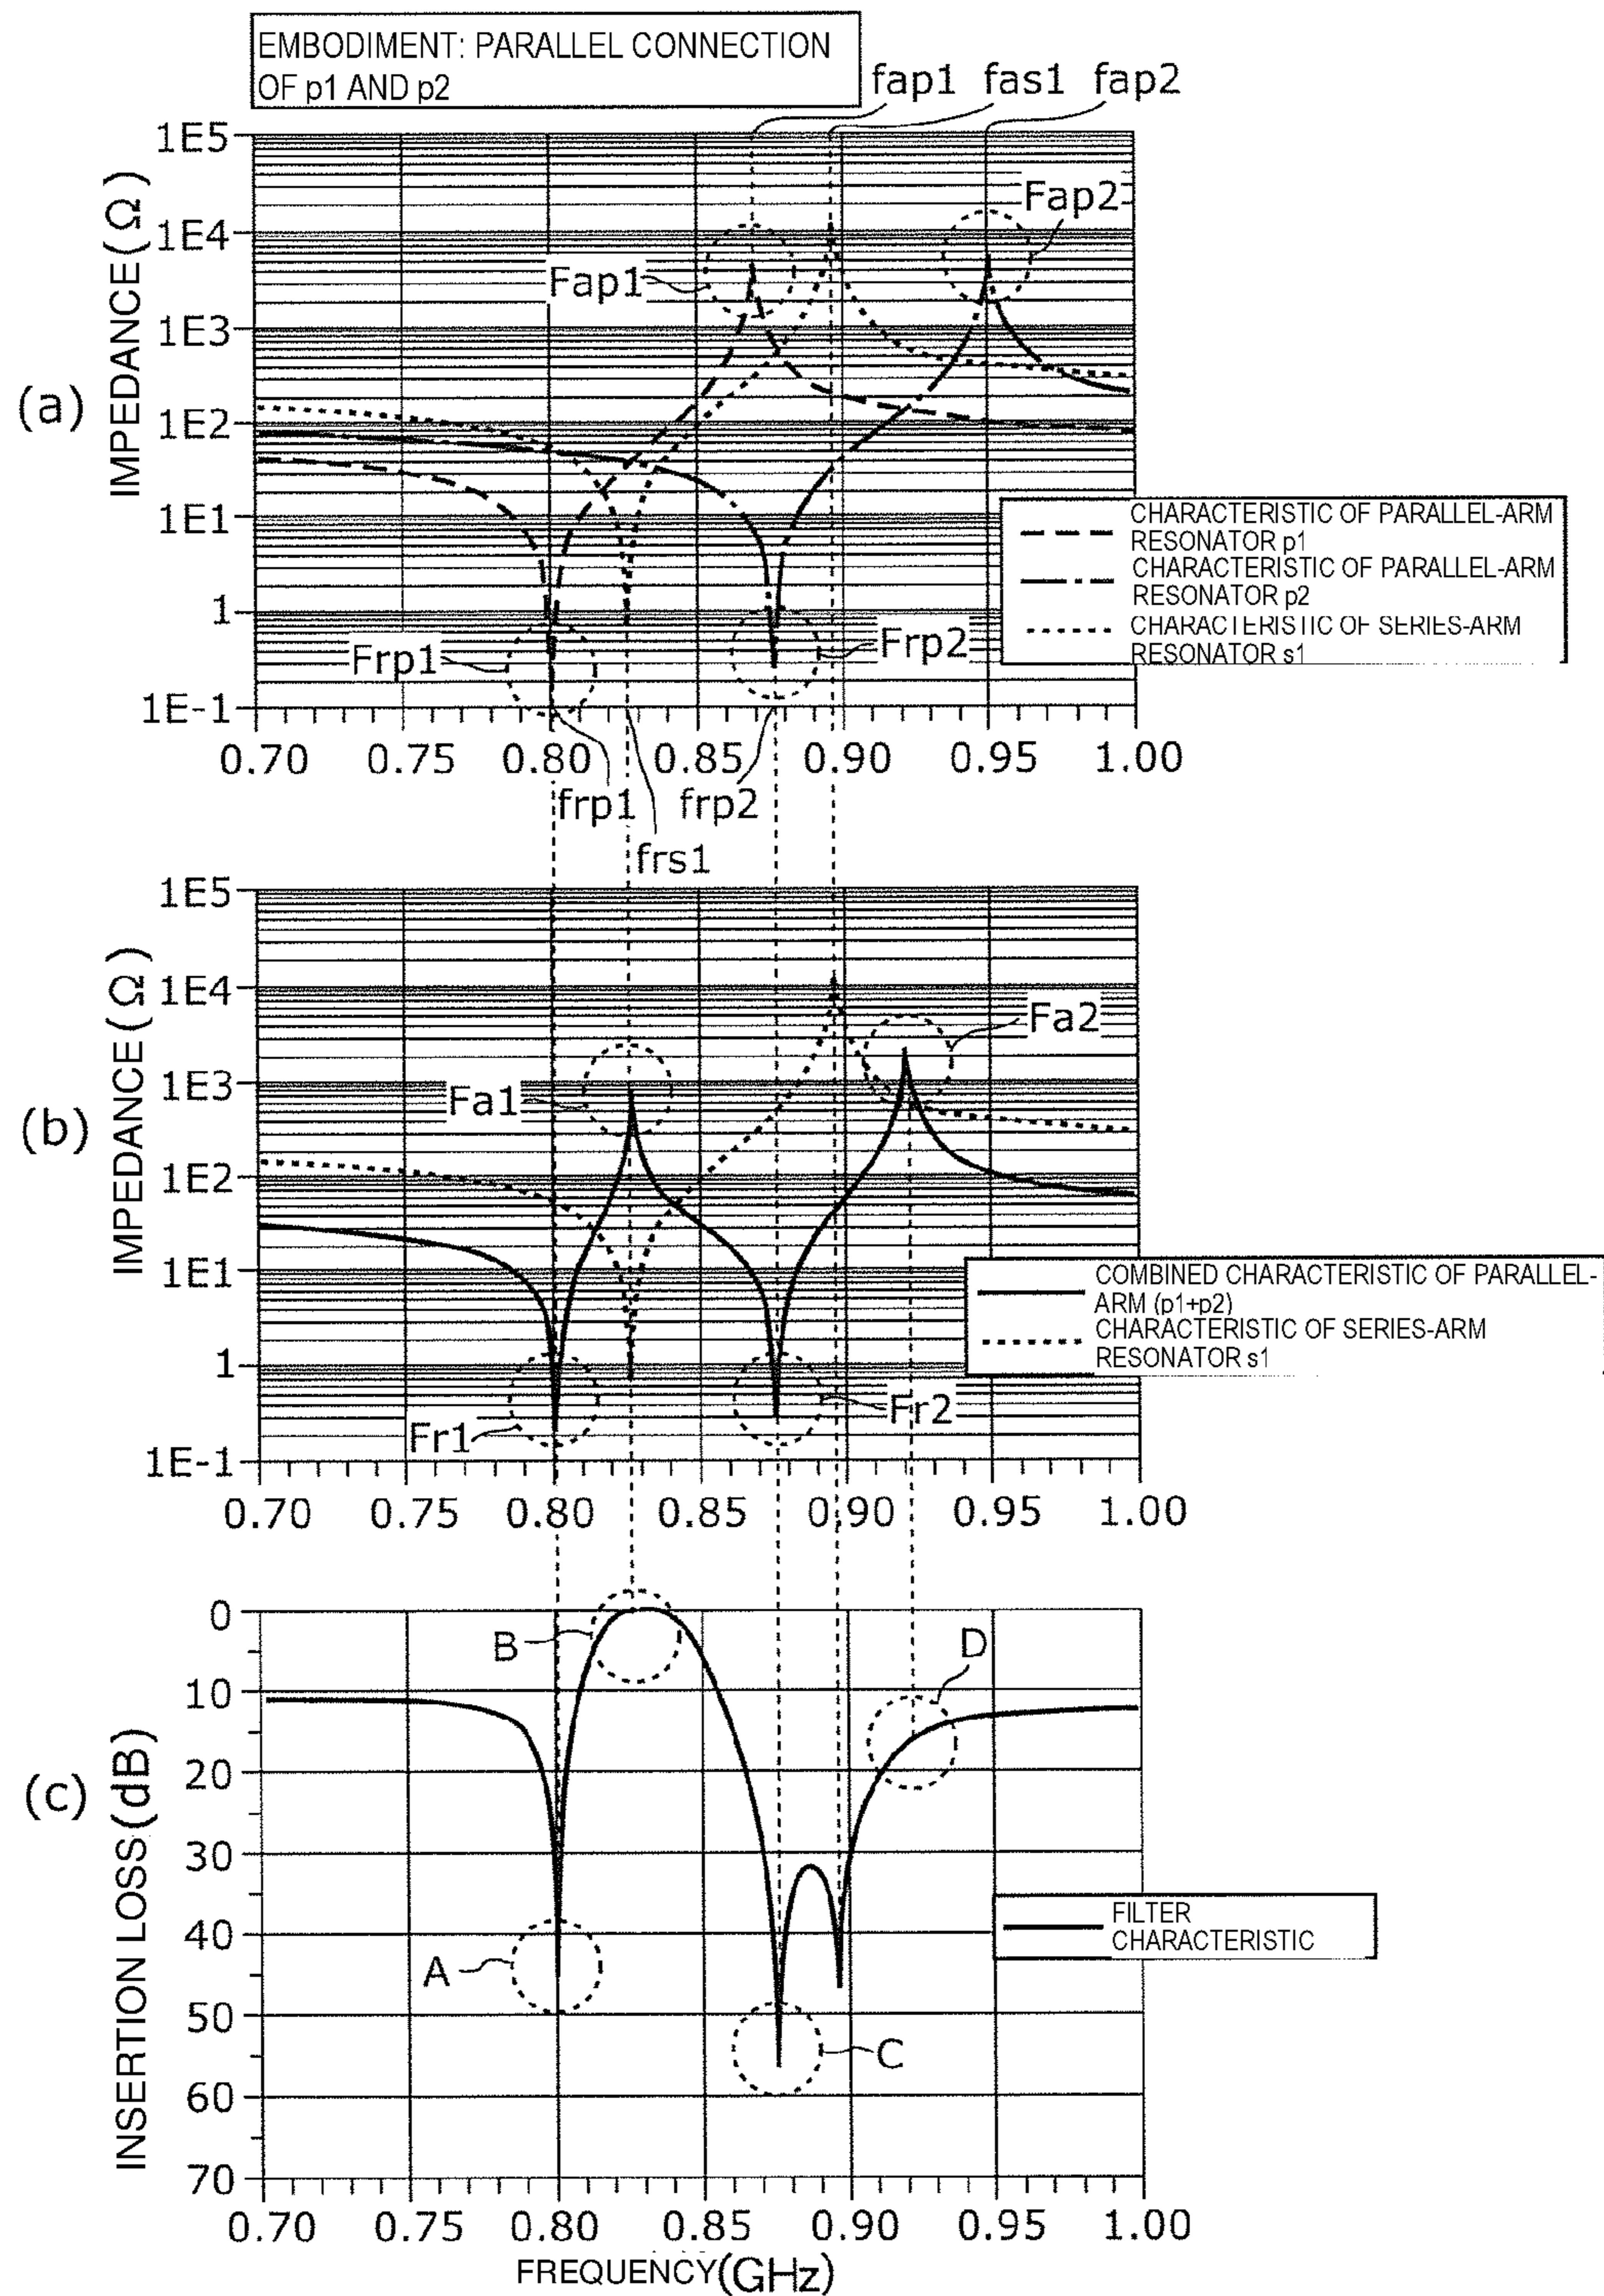 EMBODIMENT: PARALLEL CONNECTION
OF p1 AND p2
fap1 fas1 fap2
(a)
IMPEDANCE(Ω)
1E5
1E4
1E3
1E2
1E1
1
1E-1
Fap1
Fap2
Frp1
Frp2
CHARACTERISTIC OF PARALLEL-ARM
RESONATOR p1
CHARACTERISTIC OF PARALLEL-ARM
RESONATOR p2
CHARACTERISTIC OF SERIES-ARM
RESONATOR s1
0.70 0.75 0.80 0.85 0.90 0.95 1.00
frp1 frp2
frs1
(b)
IMPEDANCE(Ω)
1E5
1E4
1E3
1E2
1E1
1
1E-1
Fa1
Fa2
Fr1
Fr2
COMBINED CHARACTERISTIC OF PARALLEL-
ARM (p1+p2)
CHARACTERISTIC OF SERIES-ARM
RESONATOR s1
0.70 0.75 0.80 0.85 0.90 0.95 1.00
(c)
INSERTION LOSS(dB)
0
10
20
30
40
50
60
70
B
D
A
C
FILTER
CHARACTERISTIC
0.70 0.75 0.80 0.85 0.90 0.95 1.00
FREQUENCY(GHz)